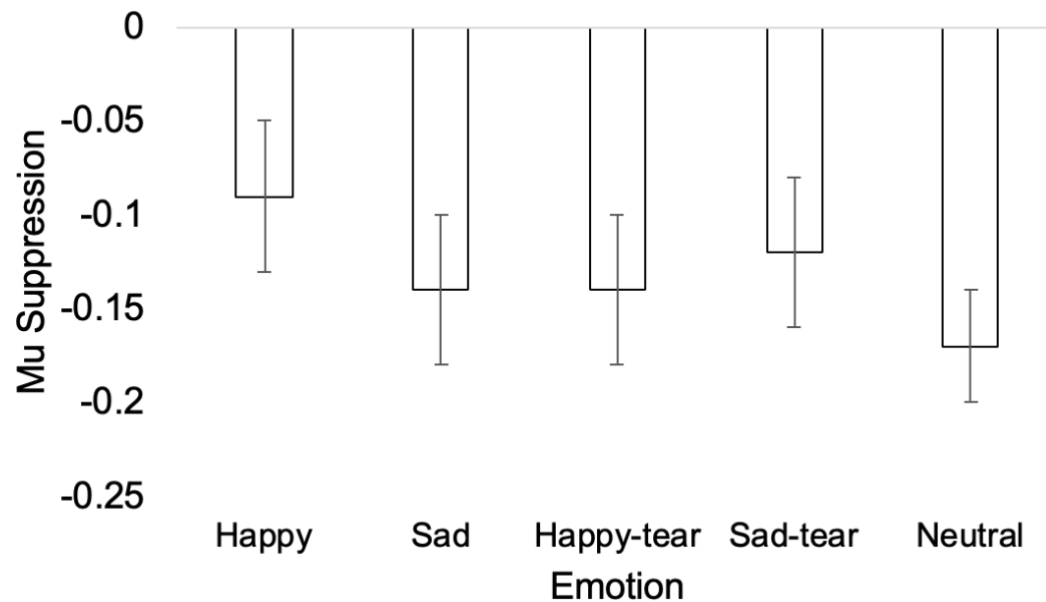 0
-0.05
-0.1
-0.15
-0.2
-0.25
Mu Suppression
Happy Sad Happy-tear Sad-tear Neutral
Emotion